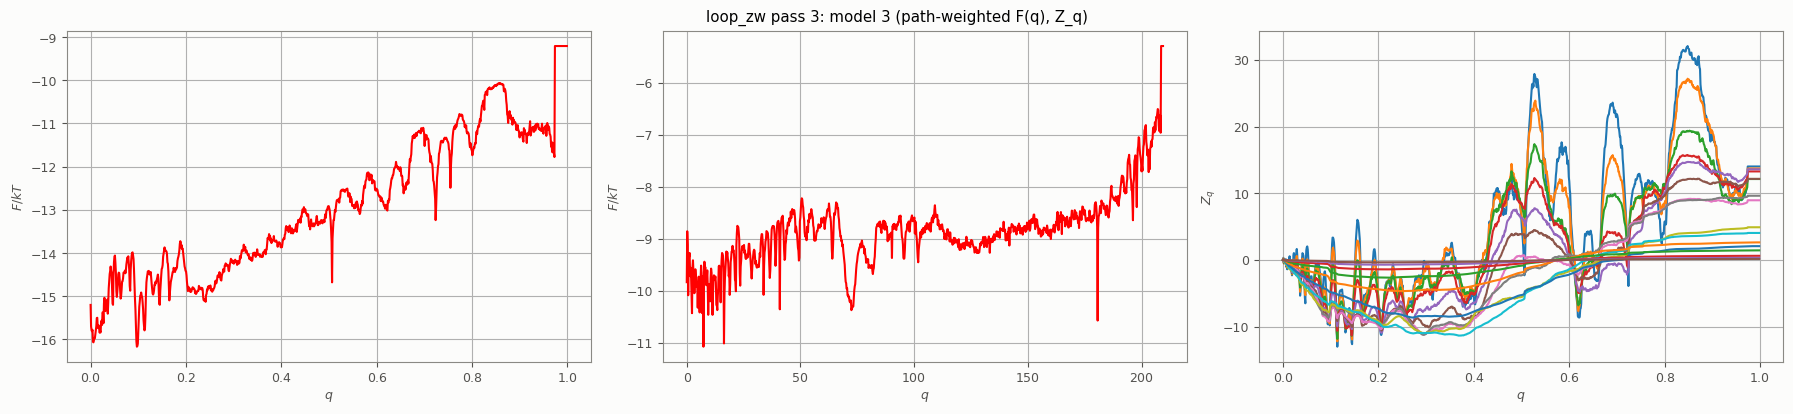 loop_zw pass 3: model 3 (path-weighted F(q), Z_q)
F/kT
−9
−10
−11
−12
−13
−14
−15
−16
0.0 0.2 0.4 0.6 0.8 1.0
q
F/kT
−6
−7
−8
−9
−10
−11
0 50 100 150 200
q
Z_q
30
20
10
0
−10
0.0 0.2 0.4 0.6 0.8 1.0
q